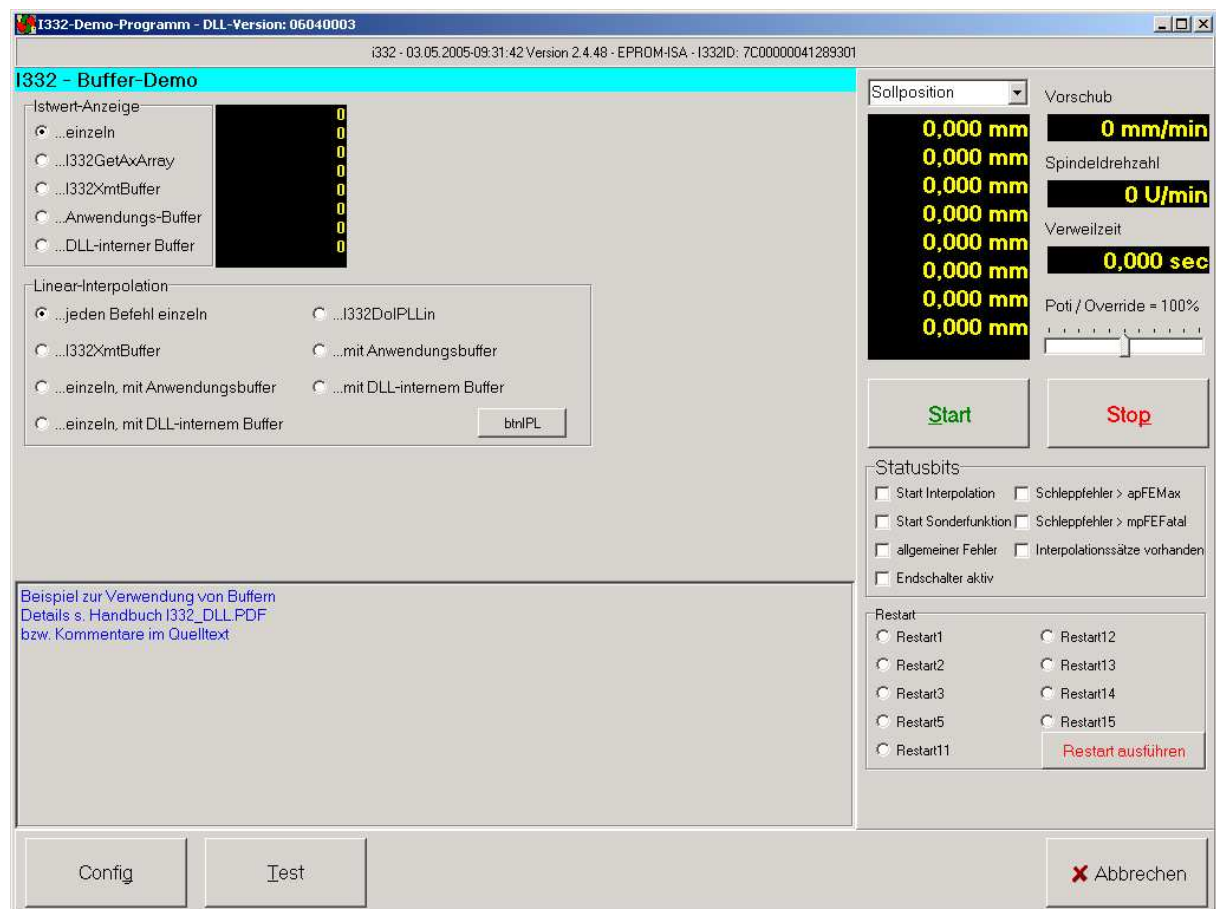 I332-Demo-Programm - DLL-Version: 06040003
i332 - 03.05.2005-09:31:42 Version 2.4.48 - EPROM-ISA - I332ID: 7C00000041289301
I332 - Buffer-Demo
Istwert-Anzeige
...einzeln
...I332GetAxArray
...I332XmtBuffer
...Anwendungs-Buffer
...DLL-interner Buffer
0
0
0
0
0
0
0
0
Linear-Interpolation
...jeden Befehl einzeln
...I332XmtBuffer
...einzeln, mit Anwendungsbuffer
...einzeln, mit DLL-internem Buffer
...I332DoIPLLin
...mit Anwendungsbuffer
...mit DLL-internem Buffer
btnIPL
Beispiel zur Verwendung von Buffern
Details s. Handbuch I332_DLL.PDF
bzw. Kommentare im Quelltext
Sollposition
0,000 mm
0,000 mm
0,000 mm
0,000 mm
0,000 mm
0,000 mm
0,000 mm
0,000 mm
Vorschub
0 mm/min
Spindeldrehzahl
0 U/min
Verweilzeit
0,000 sec
Poti / Override = 100%
Start
Stop
Statusbits
Start Interpolation
Start Sonderfunktion
allgemeiner Fehler
Endschalter aktiv
Schleppfehler > apFEMax
Schleppfehler > mpFEFatal
Interpolationssätze vorhanden
Restart
Restart1
Restart2
Restart3
Restart5
Restart11
Restart12
Restart13
Restart14
Restart15
Restart ausführen
Config
Test
Abbrechen